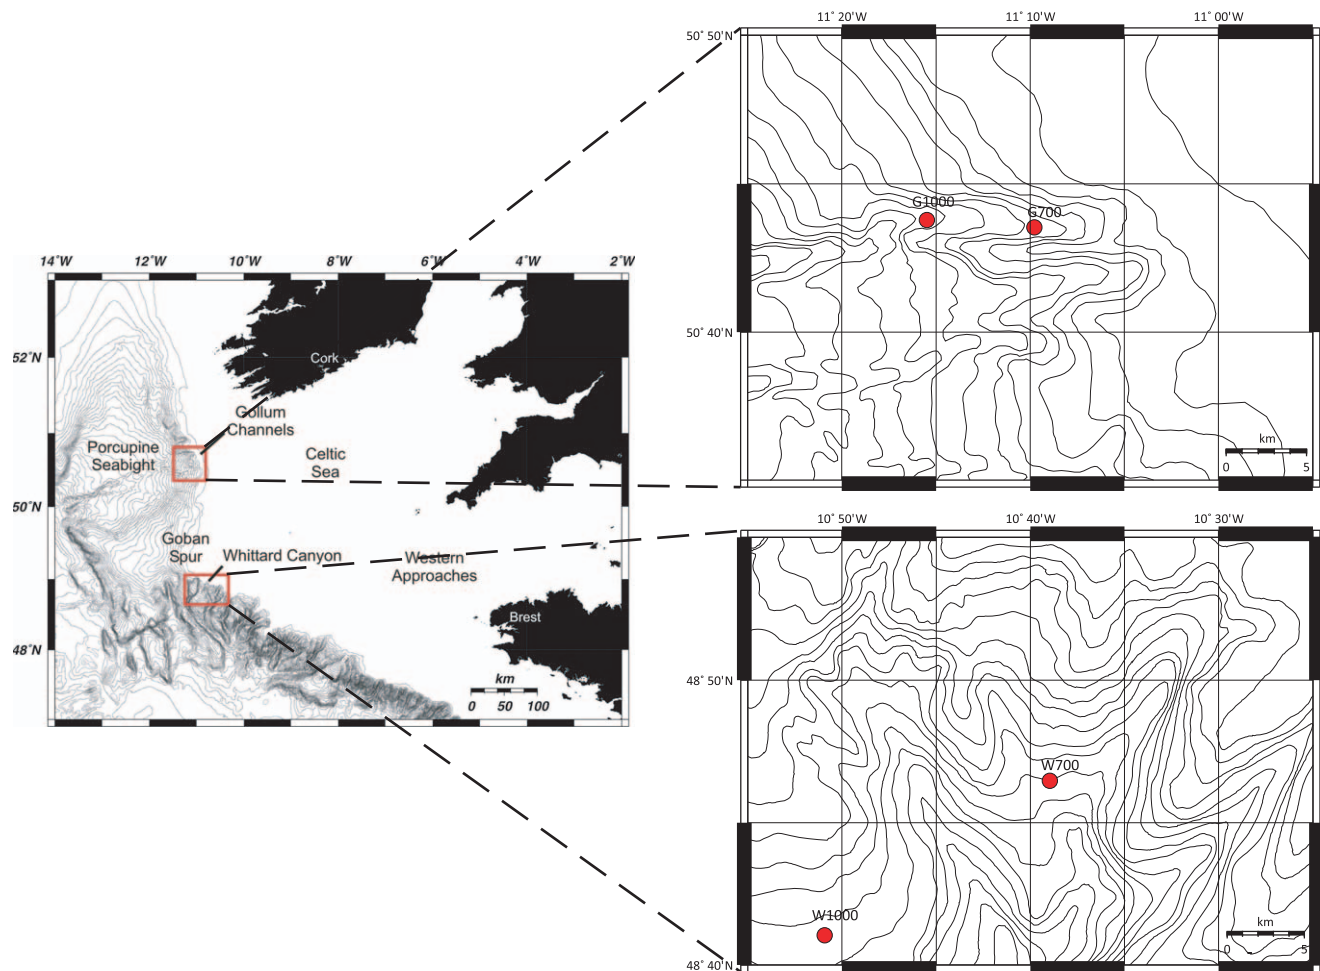 11° 20'W 11° 10'W 11° 00'W
50° 50'N
G1000
G700
50° 40'N
km
0 5
14°W 12°W 10°W 8°W 6°W 4°W 2°W
52°N
Cork
Gollum
Channels
Porcupine
Seabight
Celtic
Sea
50°N
Goban
Spur
Whittard Canyon
Western
Approaches
Brest
48°N
km
0 50 100
10° 50'W 10° 40'W 10° 30'W
48° 50'N
W700
W1000
km
0 5
48° 40'N